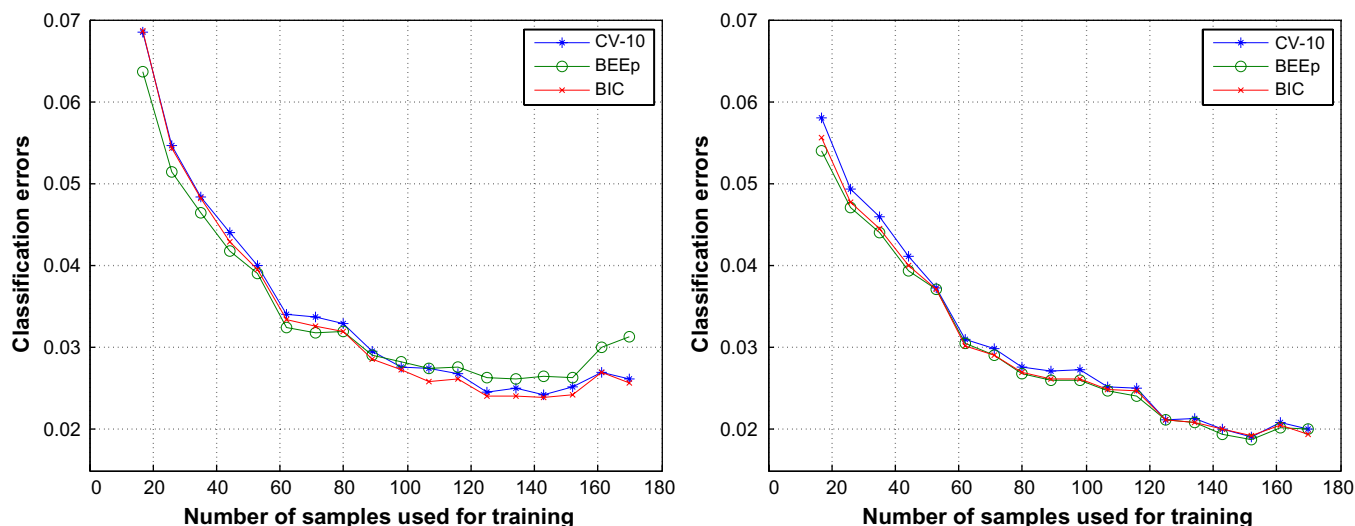 0.07
0.06
0.05
0.04
0.03
0.02
Classification errors
CV-10
BEEp
BIC
0 20 40 60 80 100 120 140 160 180
Number of samples used for training
0.07
0.06
0.05
0.04
0.03
0.02
Classification errors
CV-10
BEEp
BIC
0 20 40 60 80 100 120 140 160 180
Number of samples used for training